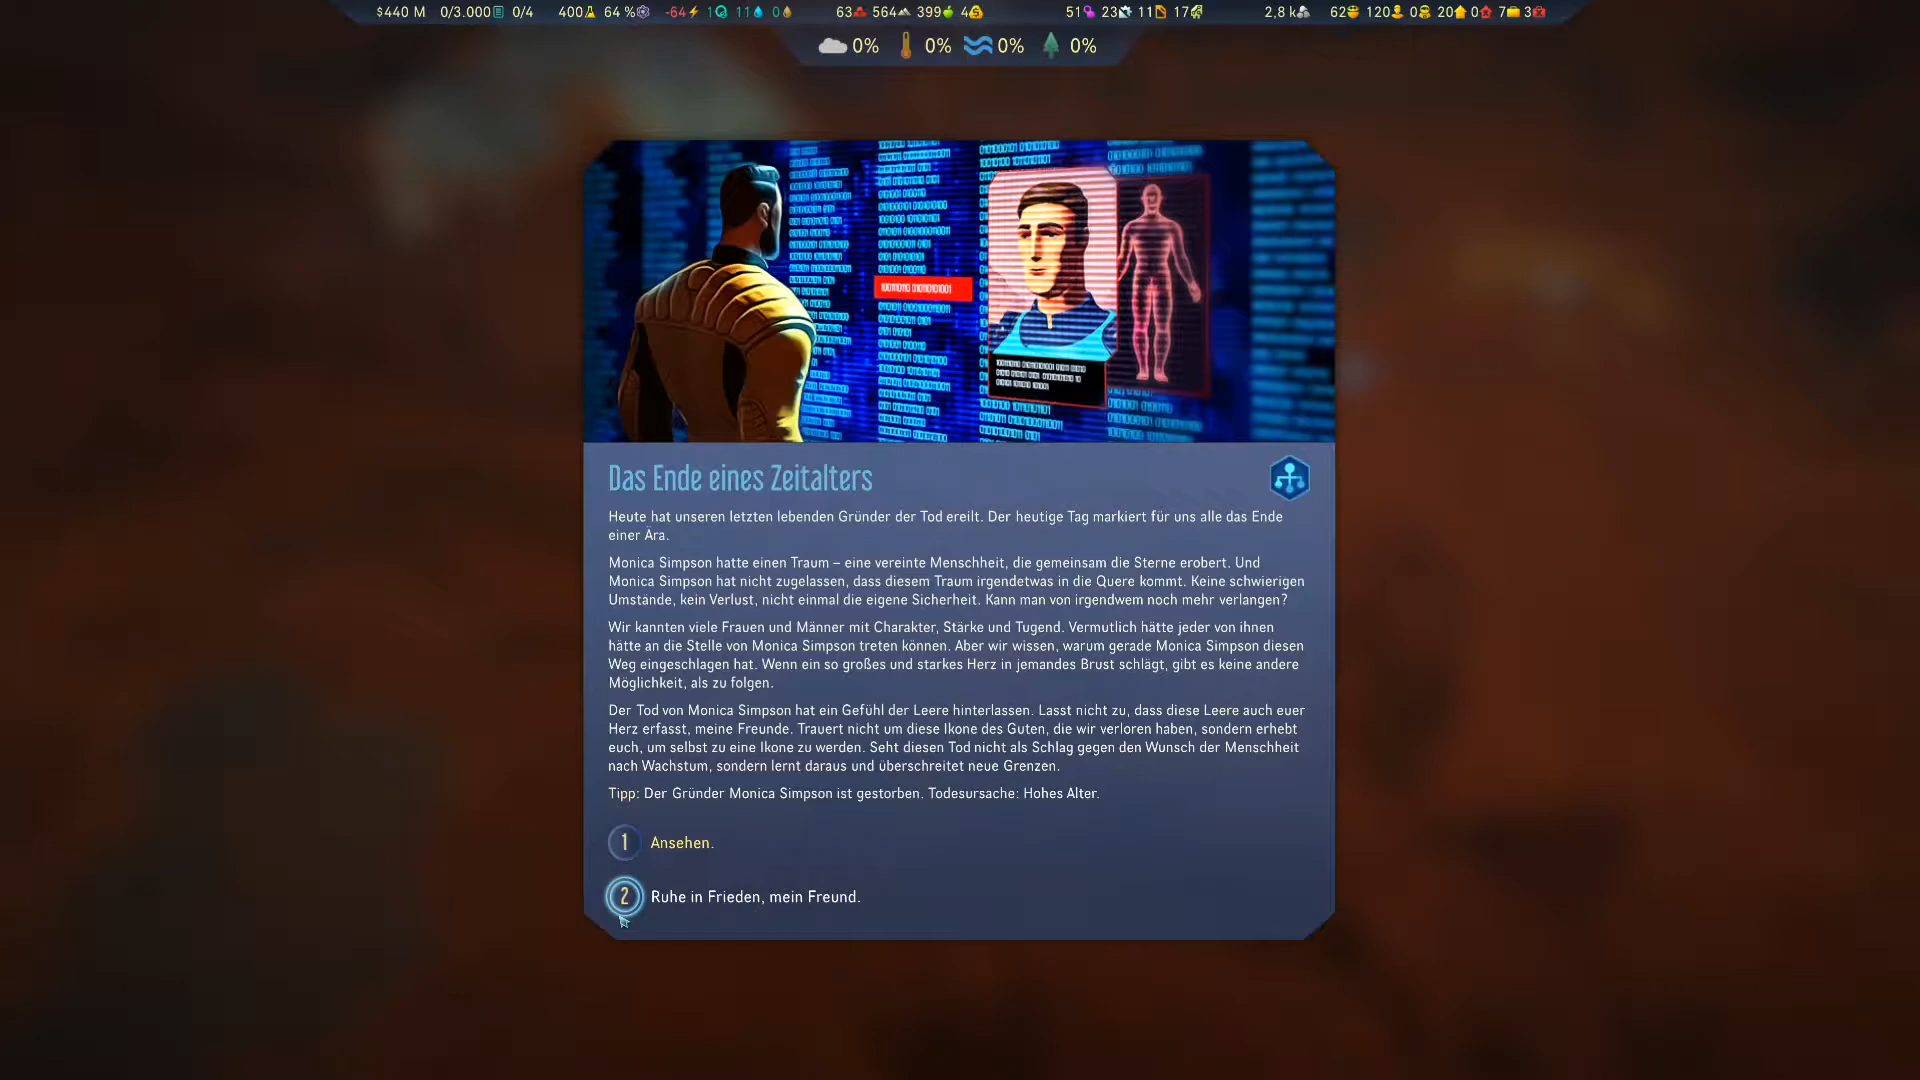 $440 M 0/3.000 0/4 400 64 % -64 1 11 0 63 564 399 4 51 23 11 17 2,8 k 62 120 0 20 0 7 3
0% 0% 0% 0%
Das Ende eines Zeitalters
Heute hat unseren letzten lebenden Gründer der Tod ereilt. Der heutige Tag markiert für uns alle das Ende
einer Ära.
Monica Simpson hatte einen Traum – eine vereinte Menschheit, die gemeinsam die Sterne erobert. Und
Monica Simpson hat nicht zugelassen, dass diesem Traum irgendetwas in die Quere kommt. Keine schwierigen
Umstände, kein Verlust, nicht einmal die eigene Sicherheit. Kann man von irgendwem noch mehr verlangen?
Wir kannten viele Frauen und Männer mit Charakter, Stärke und Tugend. Vermutlich hätte jeder von ihnen
hätte an die Stelle von Monica Simpson treten können. Aber wir wissen, warum gerade Monica Simpson diesen
Weg eingeschlagen hat. Wenn ein so großes und starkes Herz in jemandes Brust schlägt, gibt es keine andere
Möglichkeit, als zu folgen.
Der Tod von Monica Simpson hat ein Gefühl der Leere hinterlassen. Lasst nicht zu, dass diese Leere auch euer
Herz erfasst, meine Freunde. Trauert nicht um diese Ikone des Guten, die wir verloren haben, sondern erhebt
euch, um selbst zu eine Ikone zu werden. Seht diesen Tod nicht als Schlag gegen den Wunsch der Menschheit
nach Wachstum, sondern lernt daraus und überschreitet neue Grenzen.
Tipp: Der Gründer Monica Simpson ist gestorben. Todesursache: Hohes Alter.
1 Ansehen.
2 Ruhe in Frieden, mein Freund.